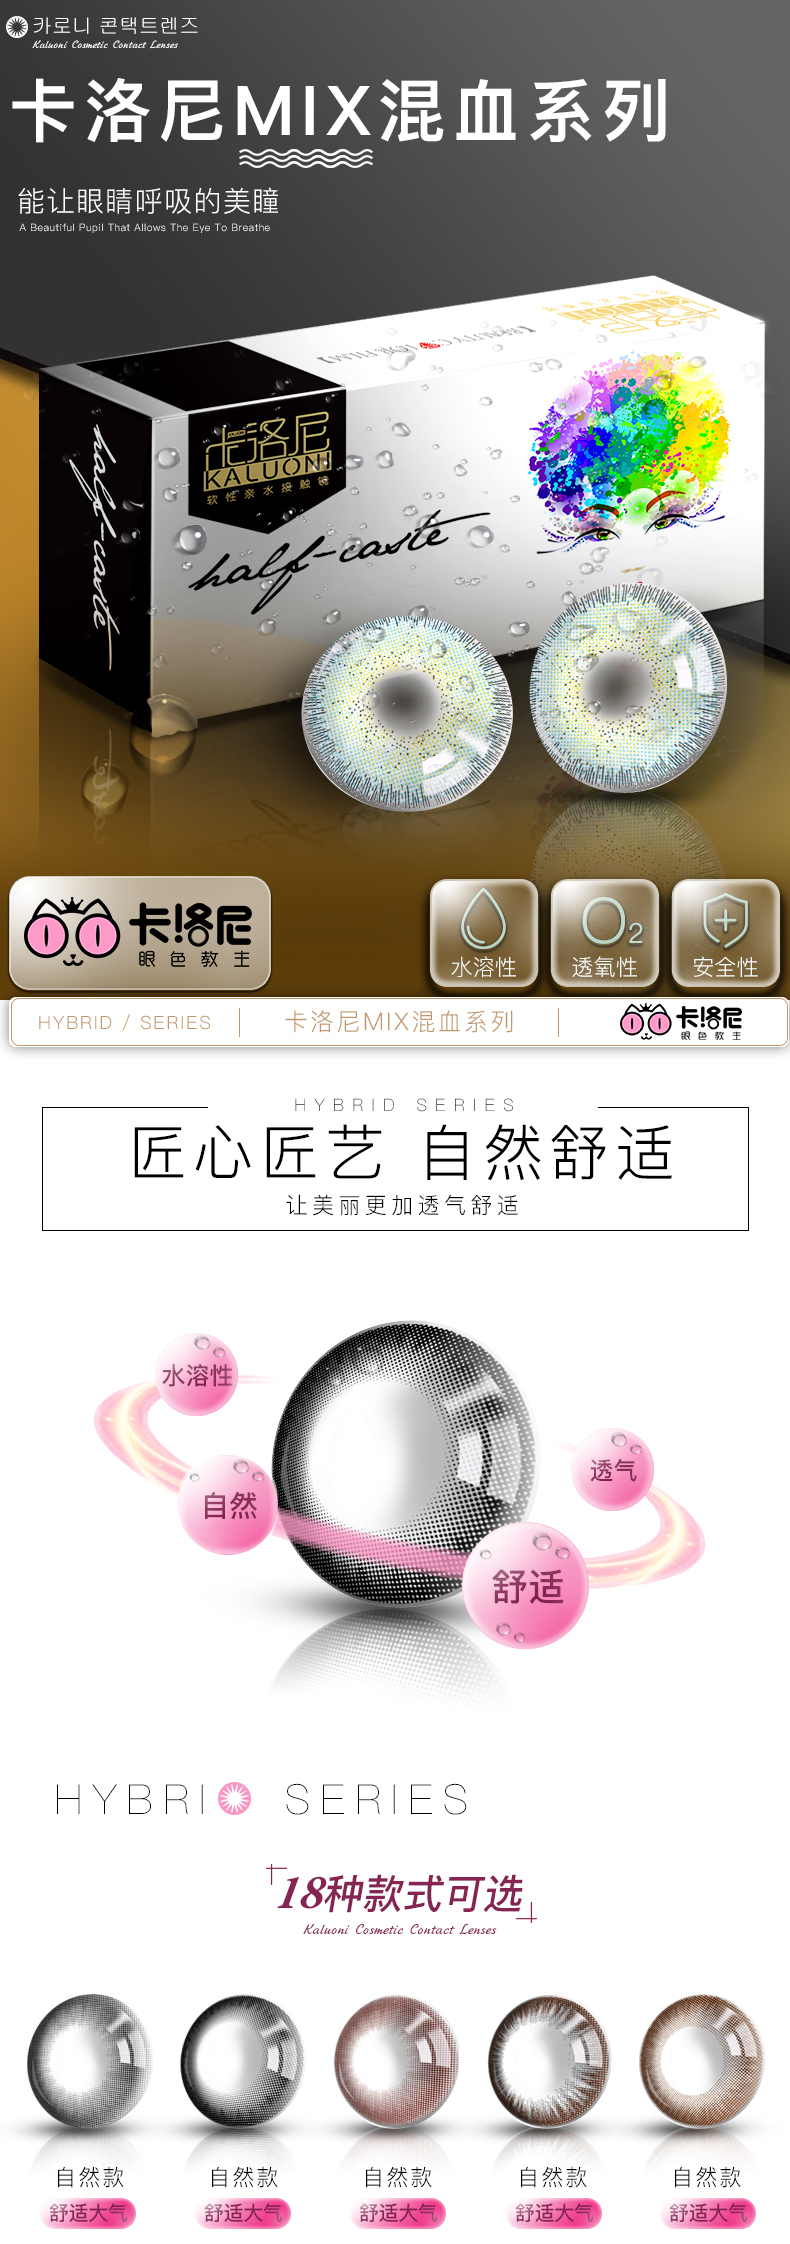 카로니 콘택트렌즈
Kaluoni Cosmetic Contact Lenses
卡洛尼MIX混血系列
能让眼睛呼吸的美瞳
A Beautiful Pupil That Allows The Eye To Breathe
卡洛尼
KALUONI
软性亲水接触镜
half-caste
half-caste
卡洛尼
眼色教主
水溶性
O2
透氧性
安全性
HYBRID / SERIES
卡洛尼MIX混血系列
卡洛尼
眼色教主
HYBRID SERIES
匠心匠艺 自然舒适
让美丽更加透气舒适
水溶性
透气
自然
舒适
HYBRID SERIES
18种款式可选
Kaluoni Cosmetic Contact Lenses
自然款 自然款 自然款 自然款 自然款
舒适大气 舒适大气 舒适大气 舒适大气 舒适大气